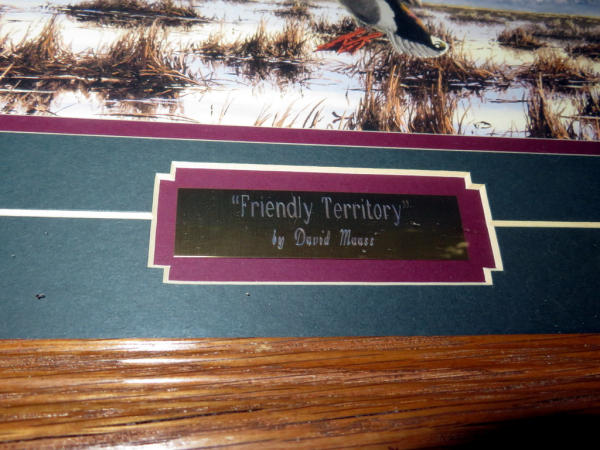 "Friendly Territory"
by David Maass